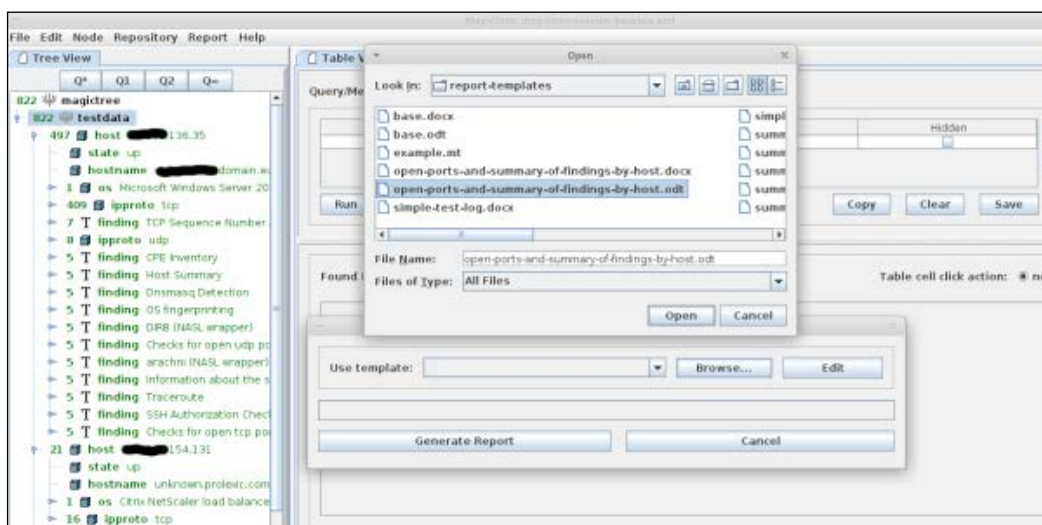 File Edit Node Repository Report Help
Tree View
Table V
Q* Q1 Q2 Q=
822 magictree
822 testdata
497 host 136.35
state up
hostname domain.e
1 os Microsoft Windows Server 20
409 ipproto tcp
7 T finding TCP Sequence Number
8 ipproto udp
5 T finding CPE Inventory
5 T finding Host Summary
5 T finding Dnsmasq Detection
5 T finding OS fingerprinting
5 T finding DIRB (NASL wrapper)
5 T finding Checks for open udp po
5 T finding arachni (NASL wrapper)
5 T finding Information about the s
5 T finding Traceroute
5 T finding SSH Authorization Chec
5 T finding Checks for open tcp po
21 host 154.131
state up
hostname unknown.prolexic.com
1 os Citrix NetScaler load balance
16 ipproto tcp
Query/Me
Hidden
Run
Copy Clear Save
Found
Table cell click action: no
Open
Look In: report-templates
base.docx
base.odt
example.mt
open-ports-and-summary-of-findings-by-host.docx
open-ports-and-summary-of-findings-by-host.odt
simple-test-log.docx
simpl
summ
summ
summ
summ
summ
File Name: open-ports-and-summary-of-findings-by-host.odt
Files of Type: All Files
Open Cancel
Use template: Browse... Edit
Generate Report Cancel